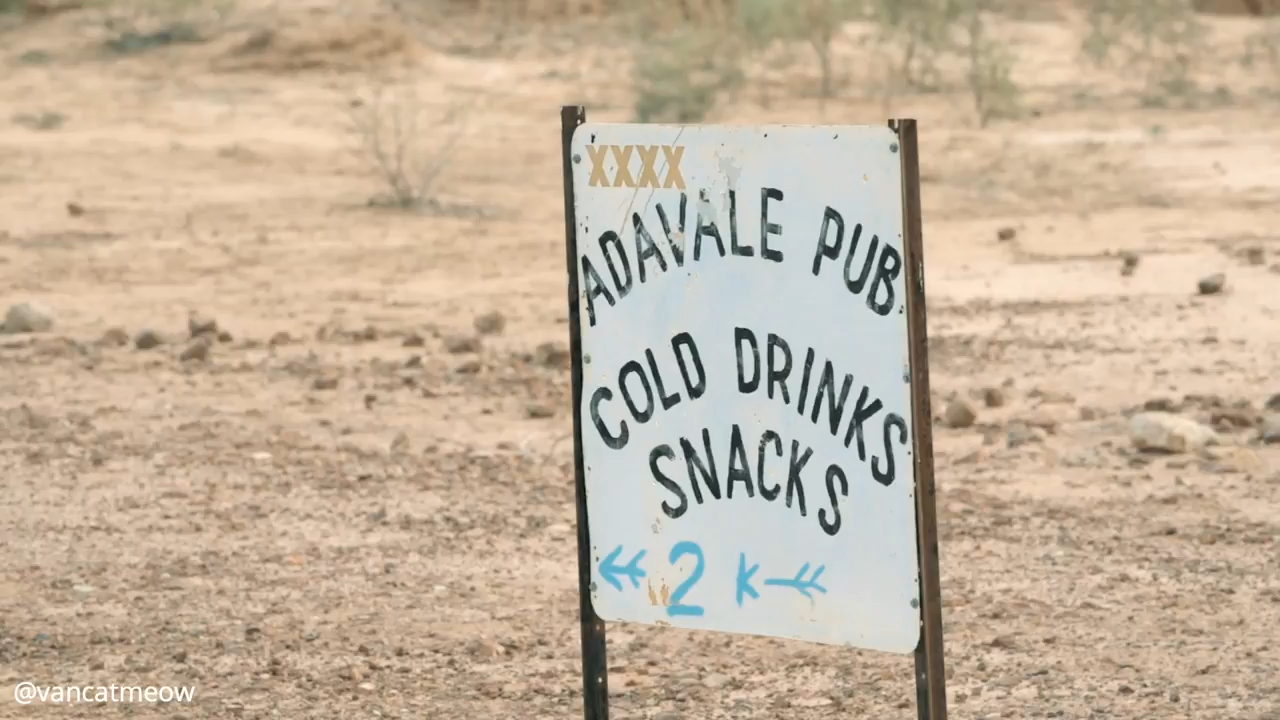 XXXX
ADAVALE PUB
COLD DRINKS
SNACKS
2 K
@vancatmeow